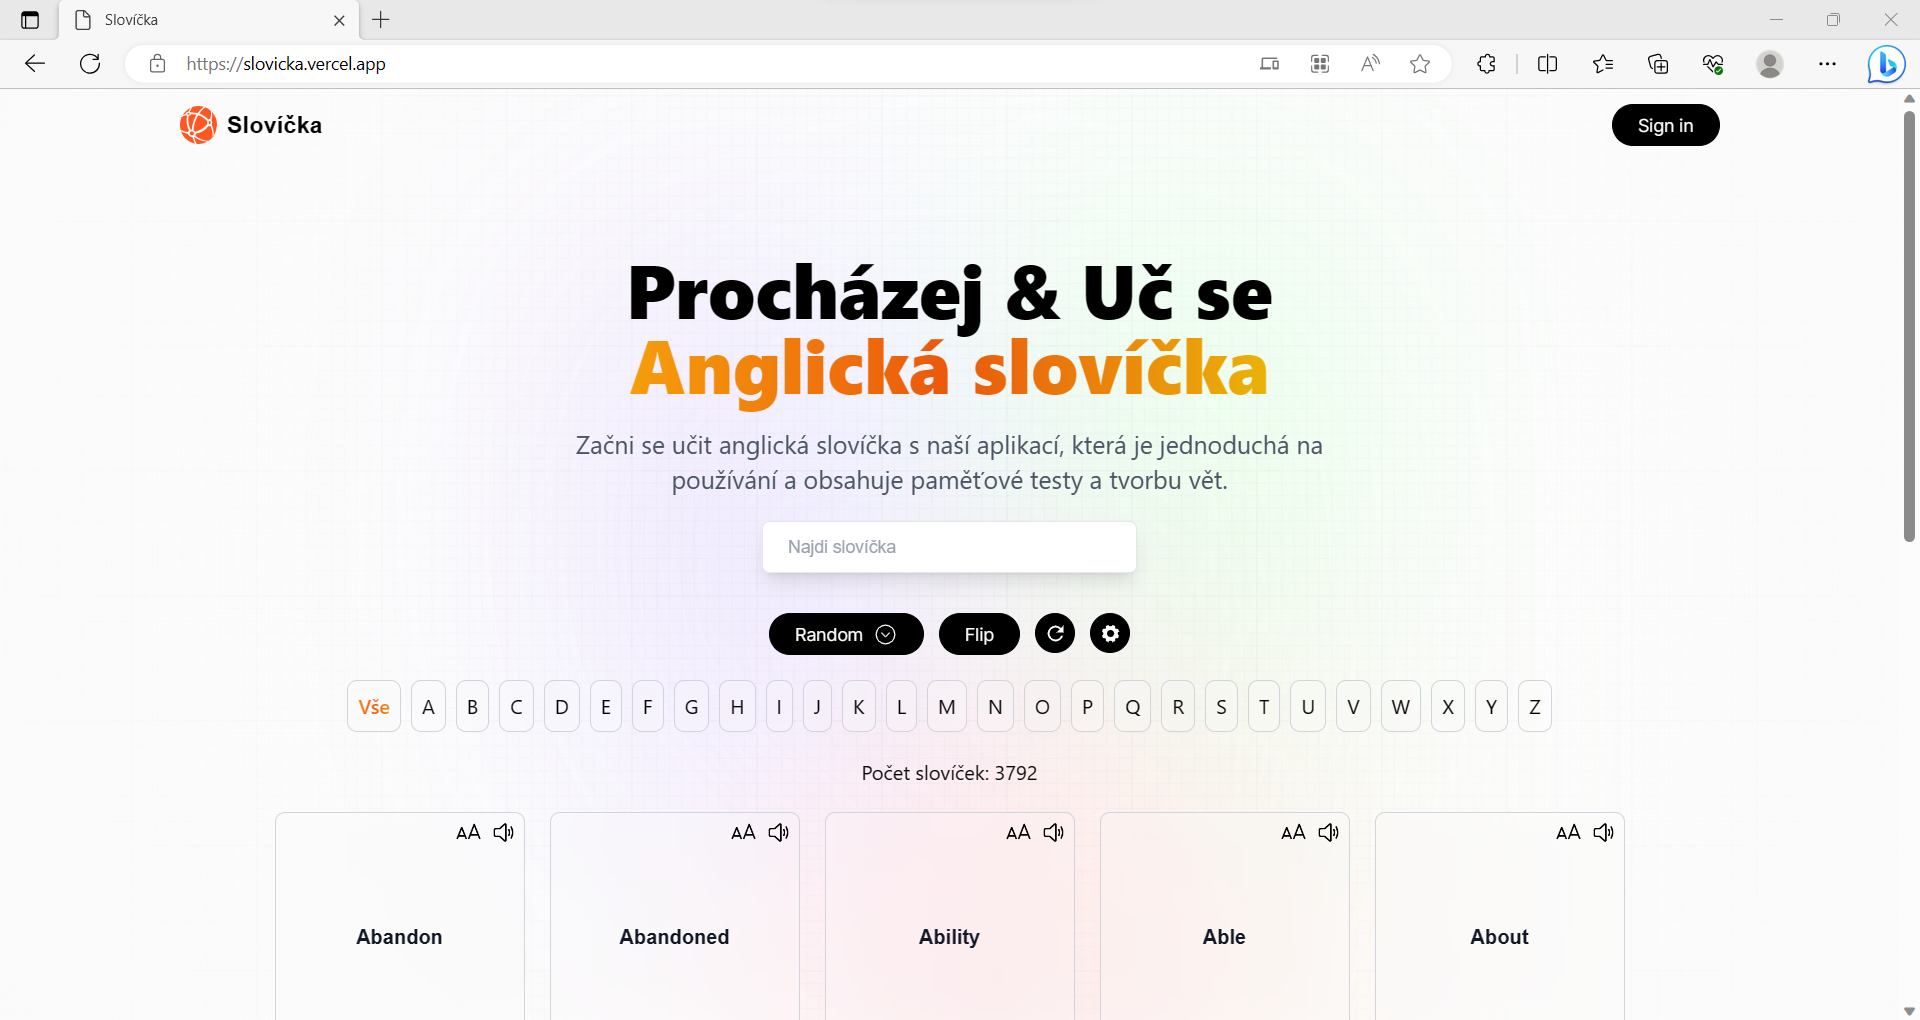 Slovíčka
https://slovicka.vercel.app
Slovíčka
Sign in
Procházej & Uč se
Anglická slovíčka
Začni se učit anglická slovíčka s naší aplikací, která je jednoduchá na
používání a obsahuje paměťové testy a tvorbu vět.
Najdi slovíčka
Random Flip
Vše A B C D E F G H I J K L M N O P Q R S T U V W X Y Z
Počet slovíček: 3792
AA AA AA AA AA
Abandon Abandoned Ability Able About